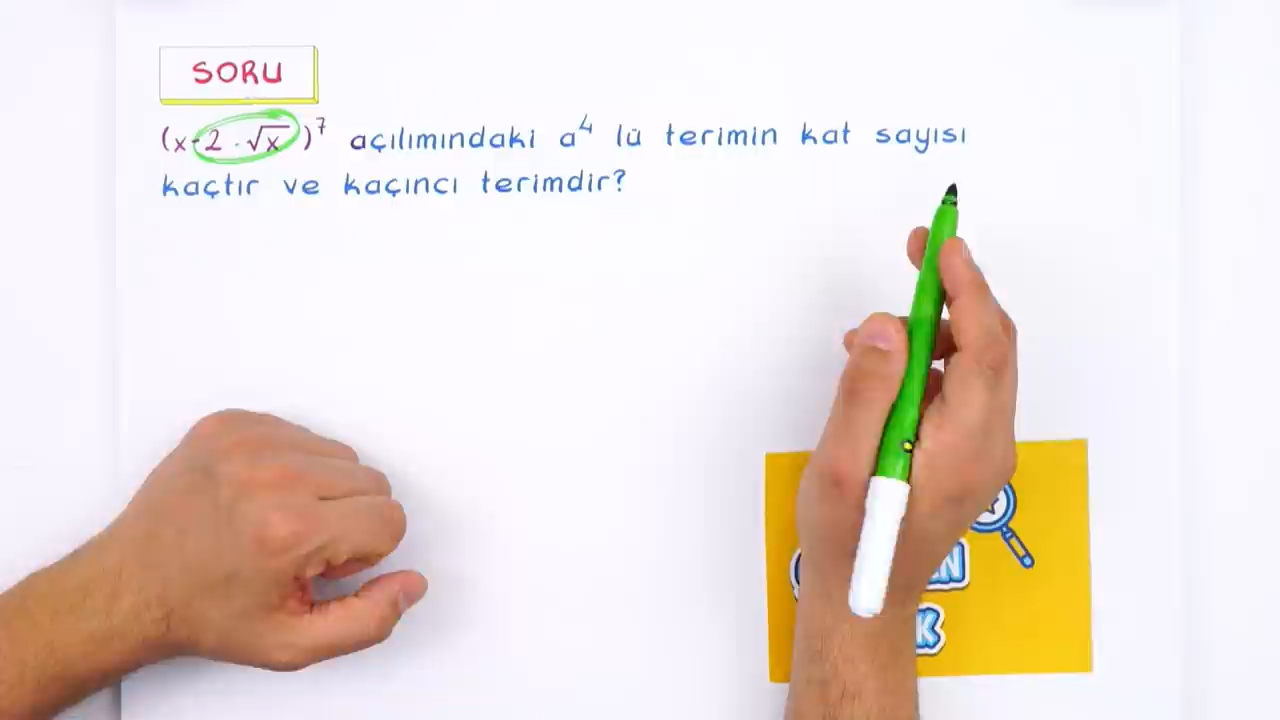 SORU
(x-2.√x)⁷ açılımındaki a⁴ lü terimin kat sayısı
kaçtır ve kaçıncı terimdir?